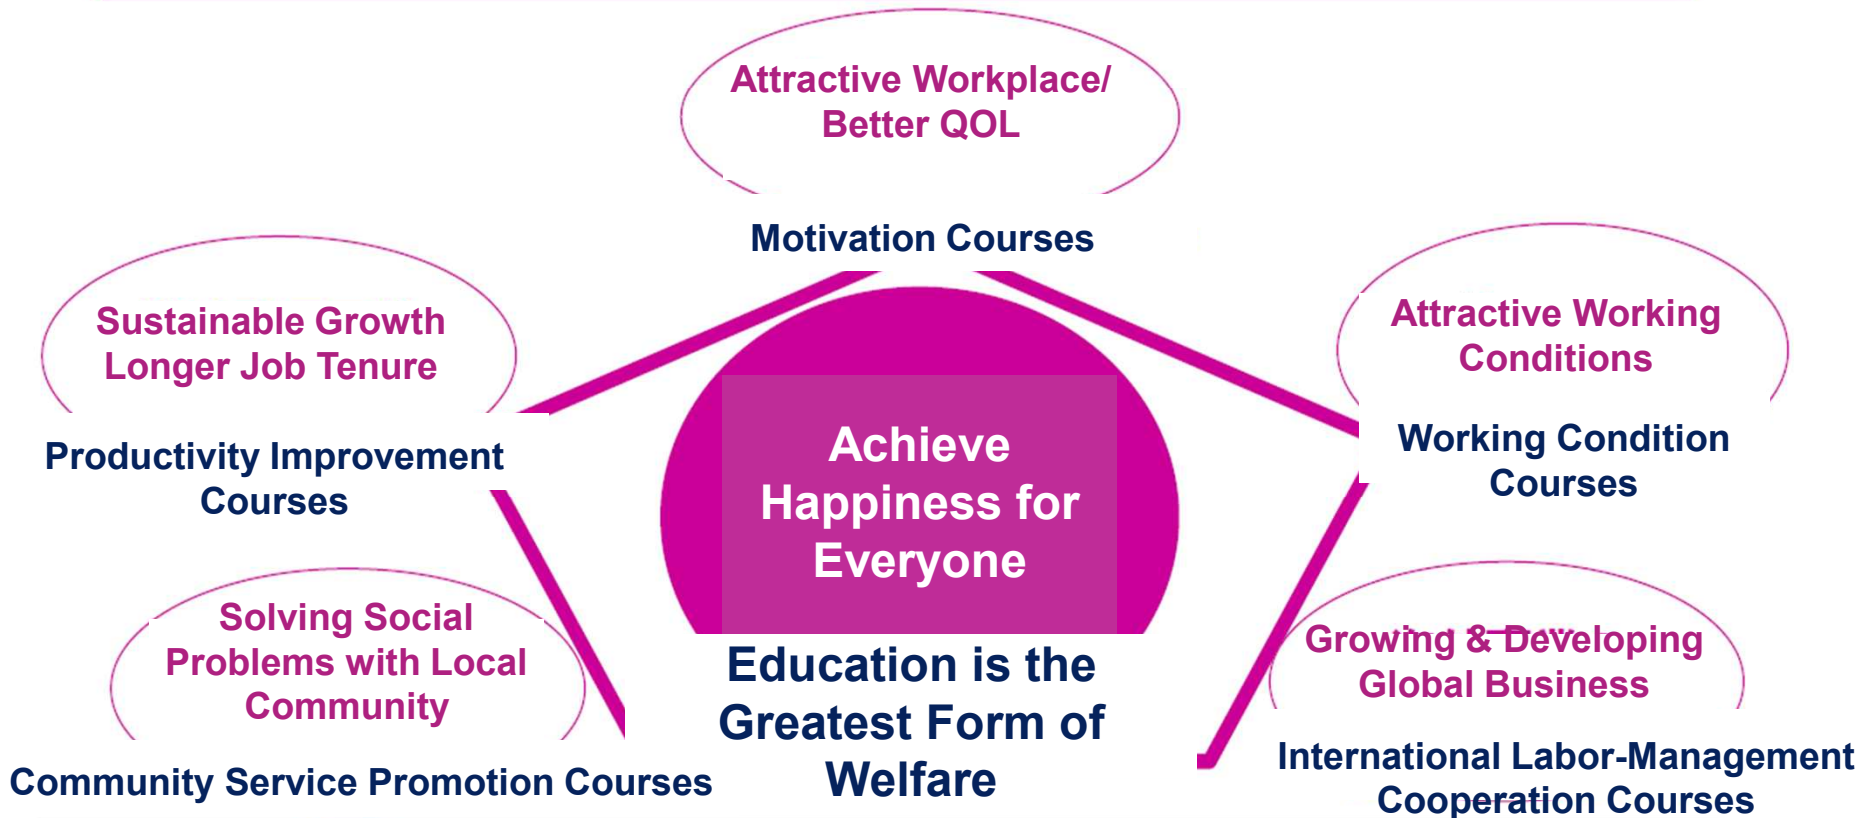 Attractive Workplace/
Better QOL
Motivation Courses
Sustainable Growth
Longer Job Tenure
Productivity Improvement
Courses
Attractive Working
Conditions
Working Condition
Courses
Achieve
Happiness for
Everyone
Education is the
Greatest Form of
Welfare
Solving Social
Problems with Local
Community
Community Service Promotion Courses
Growing & Developing
Global Business
International Labor-Management
Cooperation Courses